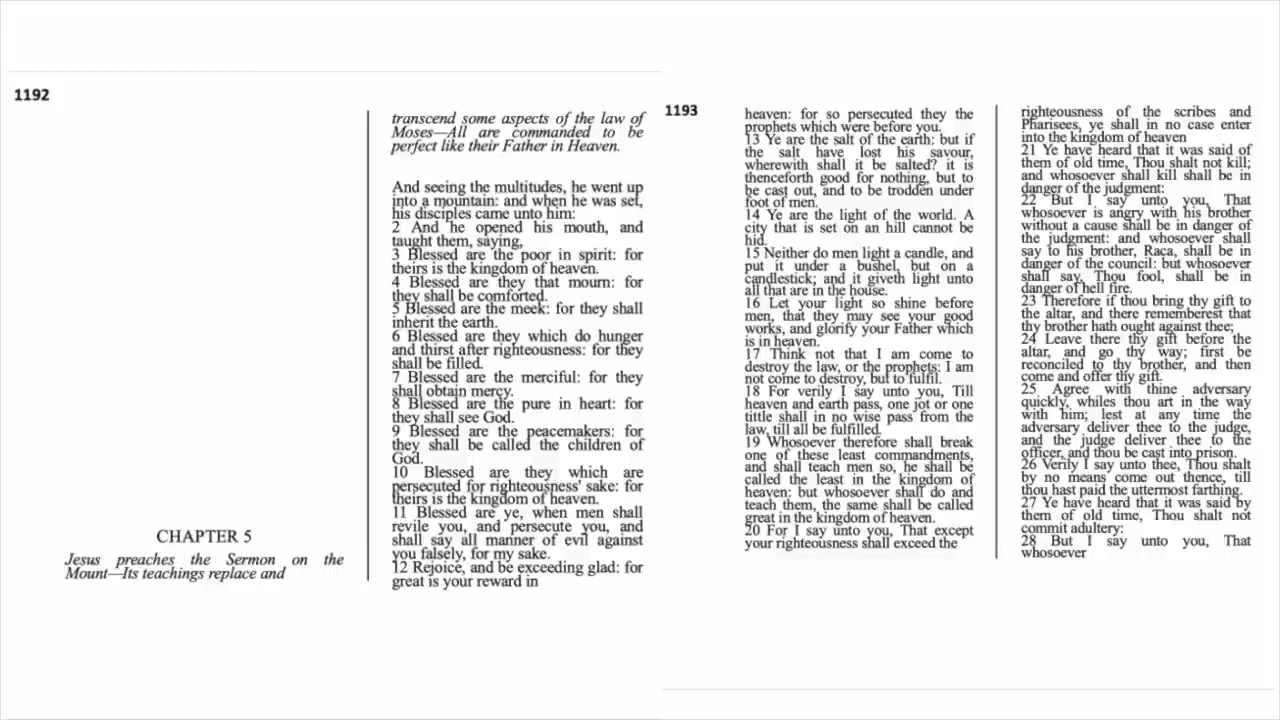 1192
CHAPTER 5
Jesus preaches the Sermon on the
Mount—Its teachings replace and
transcend some aspects of the law of
Moses—All are commanded to be
perfect like their Father in Heaven.
And seeing the multitudes, he went up
into a mountain: and when he was set,
his disciples came unto him:
2 And he opened his mouth, and
taught them, saying,
3 Blessed are the poor in spirit: for
theirs is the kingdom of heaven.
4 Blessed are they that mourn: for
they shall be comforted.
5 Blessed are the meek: for they shall
inherit the earth.
6 Blessed are they which do hunger
and thirst after righteousness: for they
shall be filled.
7 Blessed are the merciful: for they
shall obtain mercy.
8 Blessed are the pure in heart: for
they shall see God.
9 Blessed are the peacemakers: for
they shall be called the children of
God.
10 Blessed are they which are
persecuted for righteousness' sake: for
theirs is the kingdom of heaven.
11 Blessed are ye, when men shall
revile you, and persecute you, and
shall say all manner of evil against
you falsely, for my sake.
12 Rejoice, and be exceeding glad: for
great is your reward in
1193
heaven: for so persecuted they the
prophets which were before you.
13 Ye are the salt of the earth: but if
the salt have lost his savour,
wherewith shall it be salted? it is
thenceforth good for nothing, but to
be cast out, and to be trodden under
foot of men.
14 Ye are the light of the world. A
city that is set on an hill cannot be
hid.
15 Neither do men light a candle, and
put it under a bushel, but on a
candlestick; and it giveth light unto
all that are in the house.
16 Let your light so shine before
men, that they may see your good
works, and glorify your Father which
is in heaven.
17 Think not that I am come to
destroy the law, or the prophets: I am
not come to destroy, but to fulfil.
18 For verily I say unto you, Till
heaven and earth pass, one jot or one
tittle shall in no wise pass from the
law, till all be fulfilled.
19 Whosoever therefore shall break
one of these least commandments,
and shall teach men so, he shall be
called the least in the kingdom of
heaven: but whosoever shall do and
teach them, the same shall be called
great in the kingdom of heaven.
20 For I say unto you, That except
your righteousness shall exceed the
righteousness of the scribes and
Pharisees, ye shall in no case enter
into the kingdom of heaven
21 Ye have heard that it was said of
them of old time, Thou shalt not kill;
and whosoever shall kill shall be in
danger of the judgment:
22 But I say unto you, That
whosoever is angry with his brother
without a cause shall be in danger of
the judgment: and whosoever shall
say to his brother, Raca, shall be in
danger of the council: but whosoever
shall say, Thou fool, shall be in
danger of hell fire.
23 Therefore if thou bring thy gift to
the altar, and there rememberest that
thy brother hath ought against thee;
24 Leave there thy gift before the
altar, and go thy way; first be
reconciled to thy brother, and then
come and offer thy gift.
25 Agree with thine adversary
quickly, whiles thou art in the way
with him; lest at any time the
adversary deliver thee to the judge,
and the judge deliver thee to the
officer, and thou be cast into prison.
26 Verily I say unto thee, Thou shalt
by no means come out thence, till
thou hast paid the uttermost farthing.
27 Ye have heard that it was said by
them of old time, Thou shalt not
commit adultery:
28 But I say unto you, That
whosoever